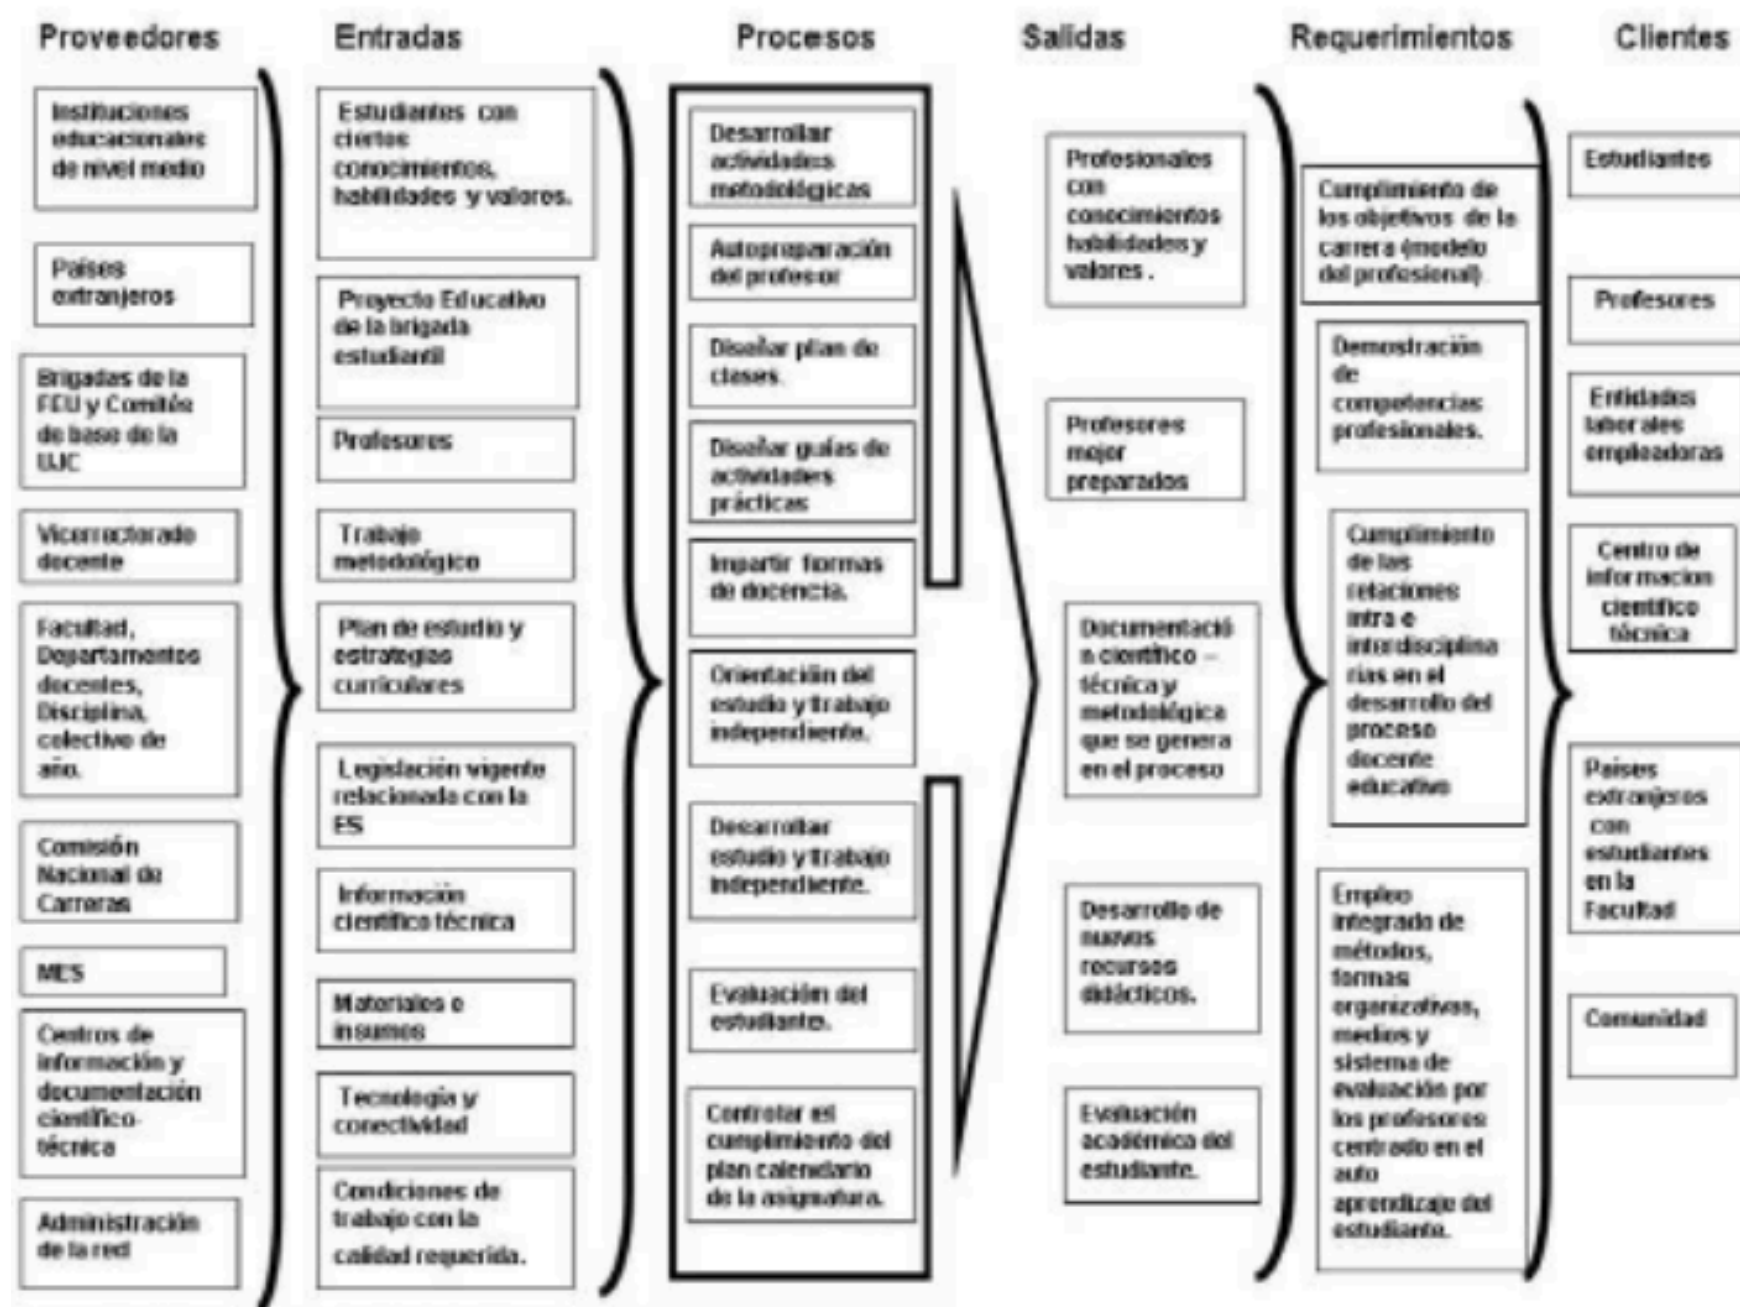 Proveedores
Entradas
Procesos
Salidas
Requerimientos
Clientes
Instituciones
educacionales
de nivel medio
Países
extranjeros
Brigadas de la
FEU y Comités
de base de la
UJC
Vicerrectorado
docente
Facultad,
Departamentos
docentes,
Disciplina,
colectivo de
año.
Comisión
Nacional de
Carreras
MES
Centros de
información y
documentación
científico-
técnica
Administración
de la red
Estudiantes con
ciertos
conocimientos,
habilidades y valores.
Proyecto Educativo
de la brigada
estudiantil
Profesores
Trabajo
metodológico
Plan de estudio y
estrategias
curriculares
Legislación vigente
relacionada con la
ES
Información
científico técnica
Materiales e
insumos
Tecnología y
conectividad
Condiciones de
trabajo con la
calidad requerida.
Desarrollar
actividades
metodológicas
Autopreparación
del profesor
Diseñar plan de
clases.
Diseñar guías de
actividades
prácticas
Impartir formas
de docencia.
Orientación del
estudio y trabajo
independiente.
Desarrollar
estudio y trabajo
independiente.
Evaluación del
estudiante.
Controlar el
cumplimiento del
plan calendario
de la asignatura.
Profesionales
con
conocimientos
habilidades y
valores .
Profesores
mejor
preparados
Documentació
n científico –
técnica y
metodológica
que se genera
en el proceso
Desarrollo de
nuevos
recursos
didácticos.
Evaluación
académica del
estudiante.
Cumplimiento de
los objetivos de la
carrera (modelo
del profesional).
Demostración
de
competencias
profesionales.
Cumplimiento
de las
relaciones
intra e
interdisciplina
rias en el
desarrollo del
proceso
docente
educativo
Empleo
integrado de
métodos,
formas
organizativas,
medios y
sistema de
evaluación por
los profesores
centrado en el
auto
aprendizaje del
estudiante.
Estudiantes
Profesores
Entidades
laborales
empleadoras
Centro de
informacion
científico
técnica
Países
extranjeros
con
estudiantes
en la
Facultad
Comunidad